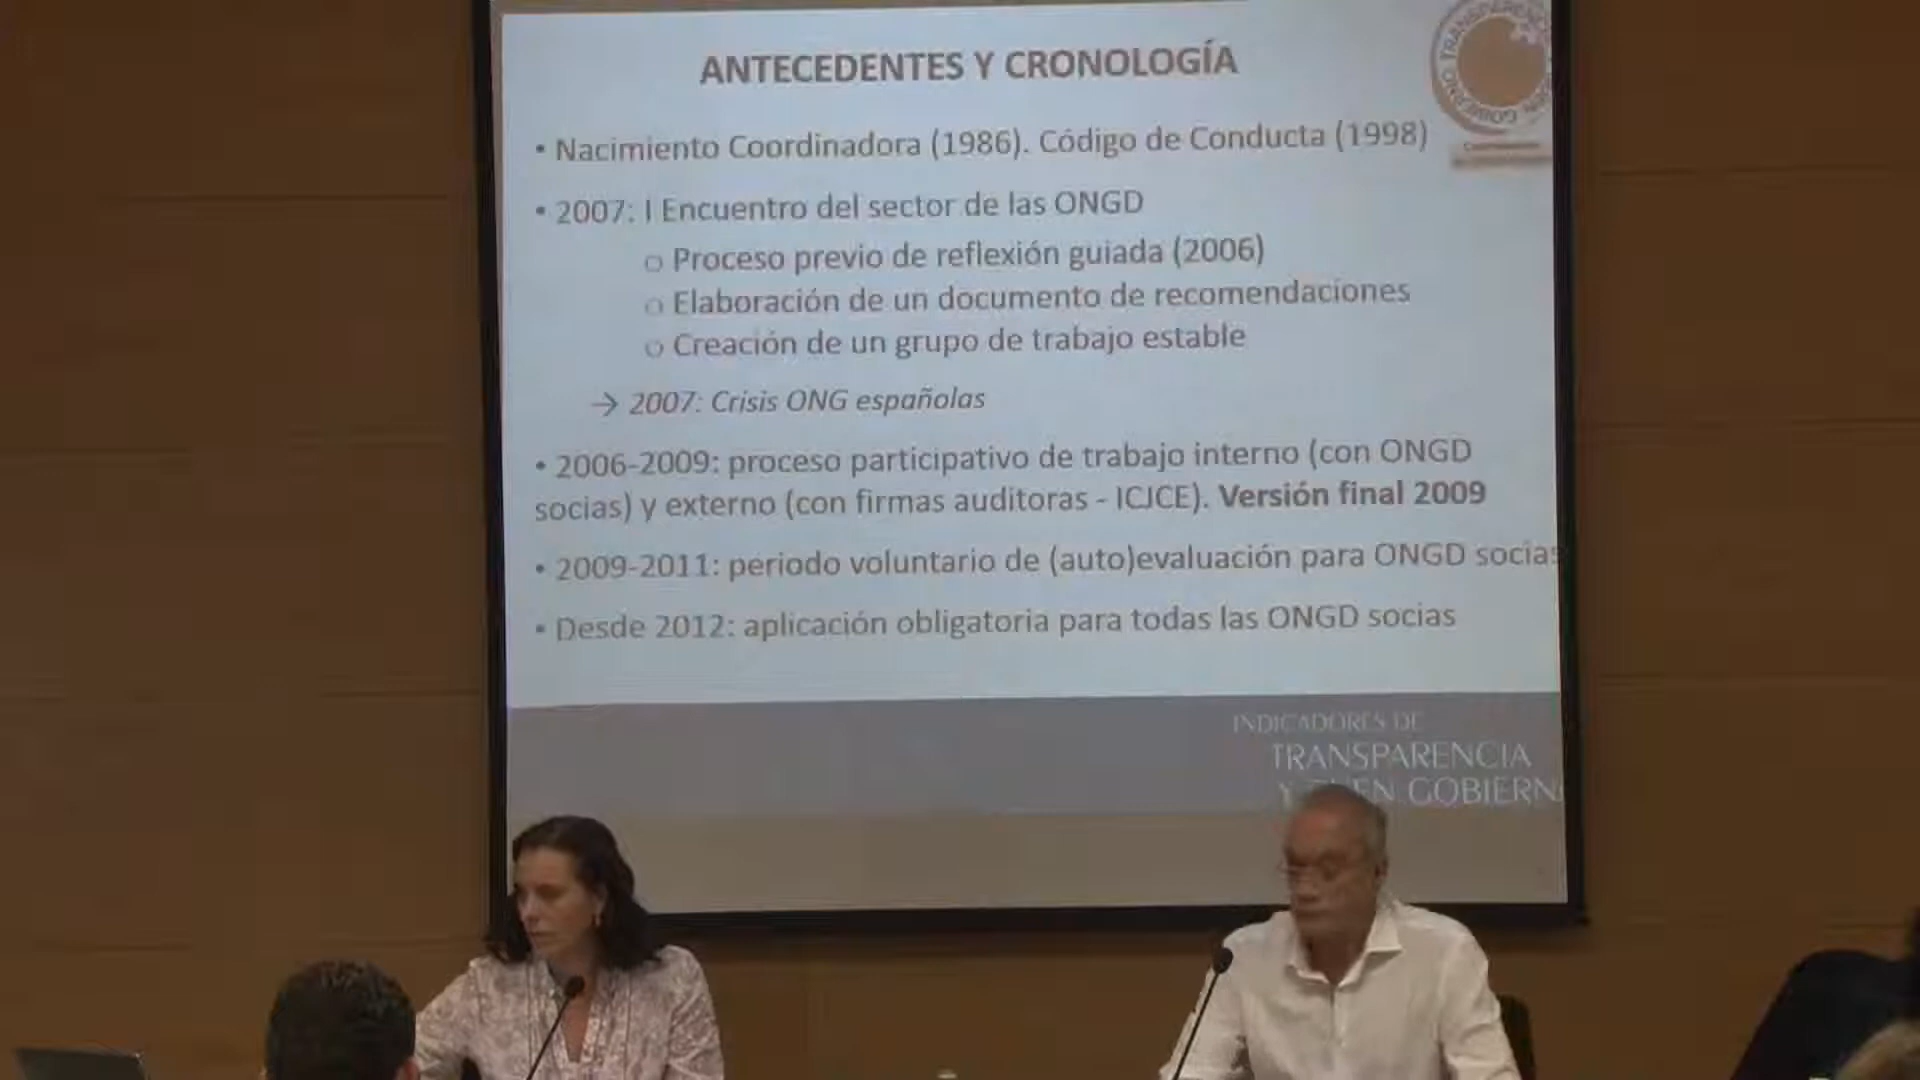 ANTECEDENTES Y CRONOLOGÍA
• Nacimiento Coordinadora (1986). Código de Conducta (1998)
• 2007: I Encuentro del sector de las ONGD
o Proceso previo de reflexión guiada (2006)
o Elaboración de un documento de recomendaciones
o Creación de un grupo de trabajo estable
→ 2007: Crisis ONG españolas
• 2006-2009: proceso participativo de trabajo interno (con ONGD
socias) y externo (con firmas auditoras - ICJCE). Versión final 2009
• 2009-2011: periodo voluntario de (auto)evaluación para ONGD socias
• Desde 2012: aplicación obligatoria para todas las ONGD socias
INDICADORES DE
TRANSPARENCIA
Y EN GOBIERN